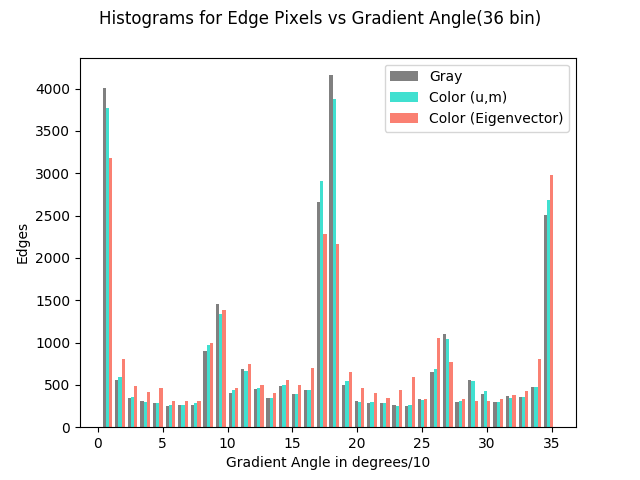 Histograms for Edge Pixels vs Gradient Angle(36 bin)
Gray
Color (u,m)
Color (Eigenvector)
4000
3500
3000
2500
2000
1500
1000
500
0
Edges
0 5 10 15 20 25 30 35
Gradient Angle in degrees/10